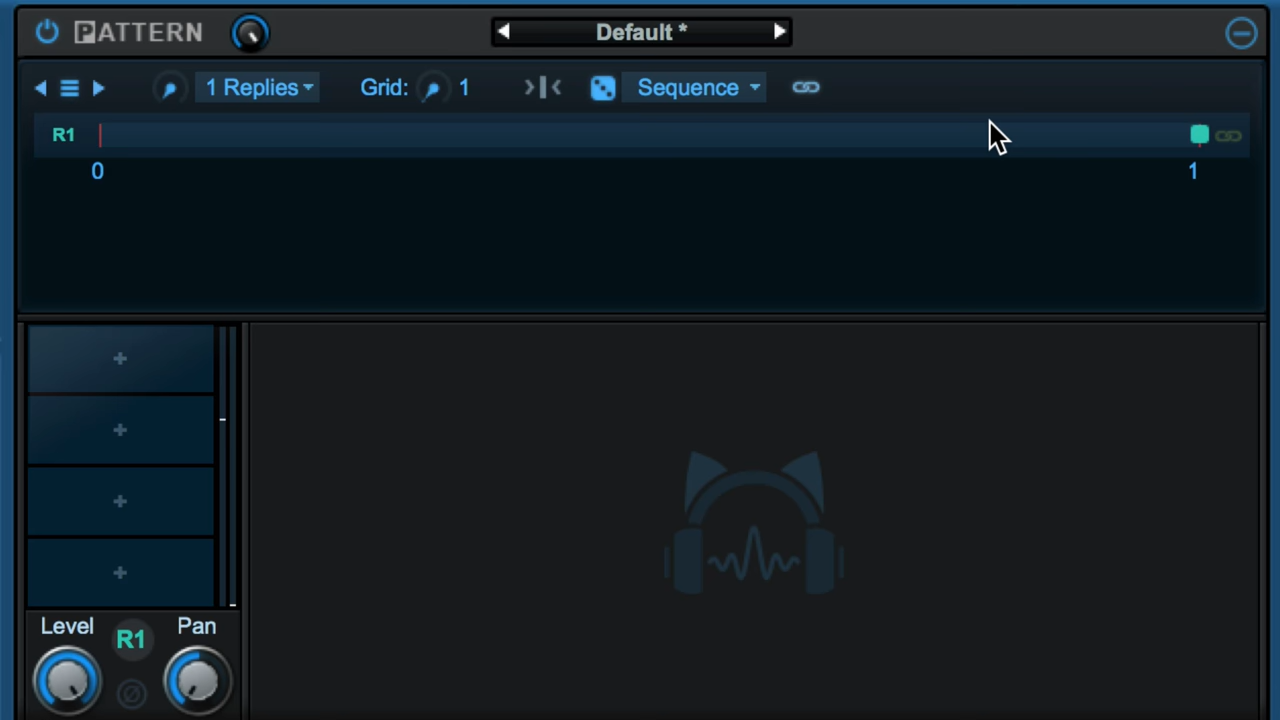 PATTERN
Default *
1 Replies
Grid: 1
Sequence
R1
0
1
Level
R1
Pan